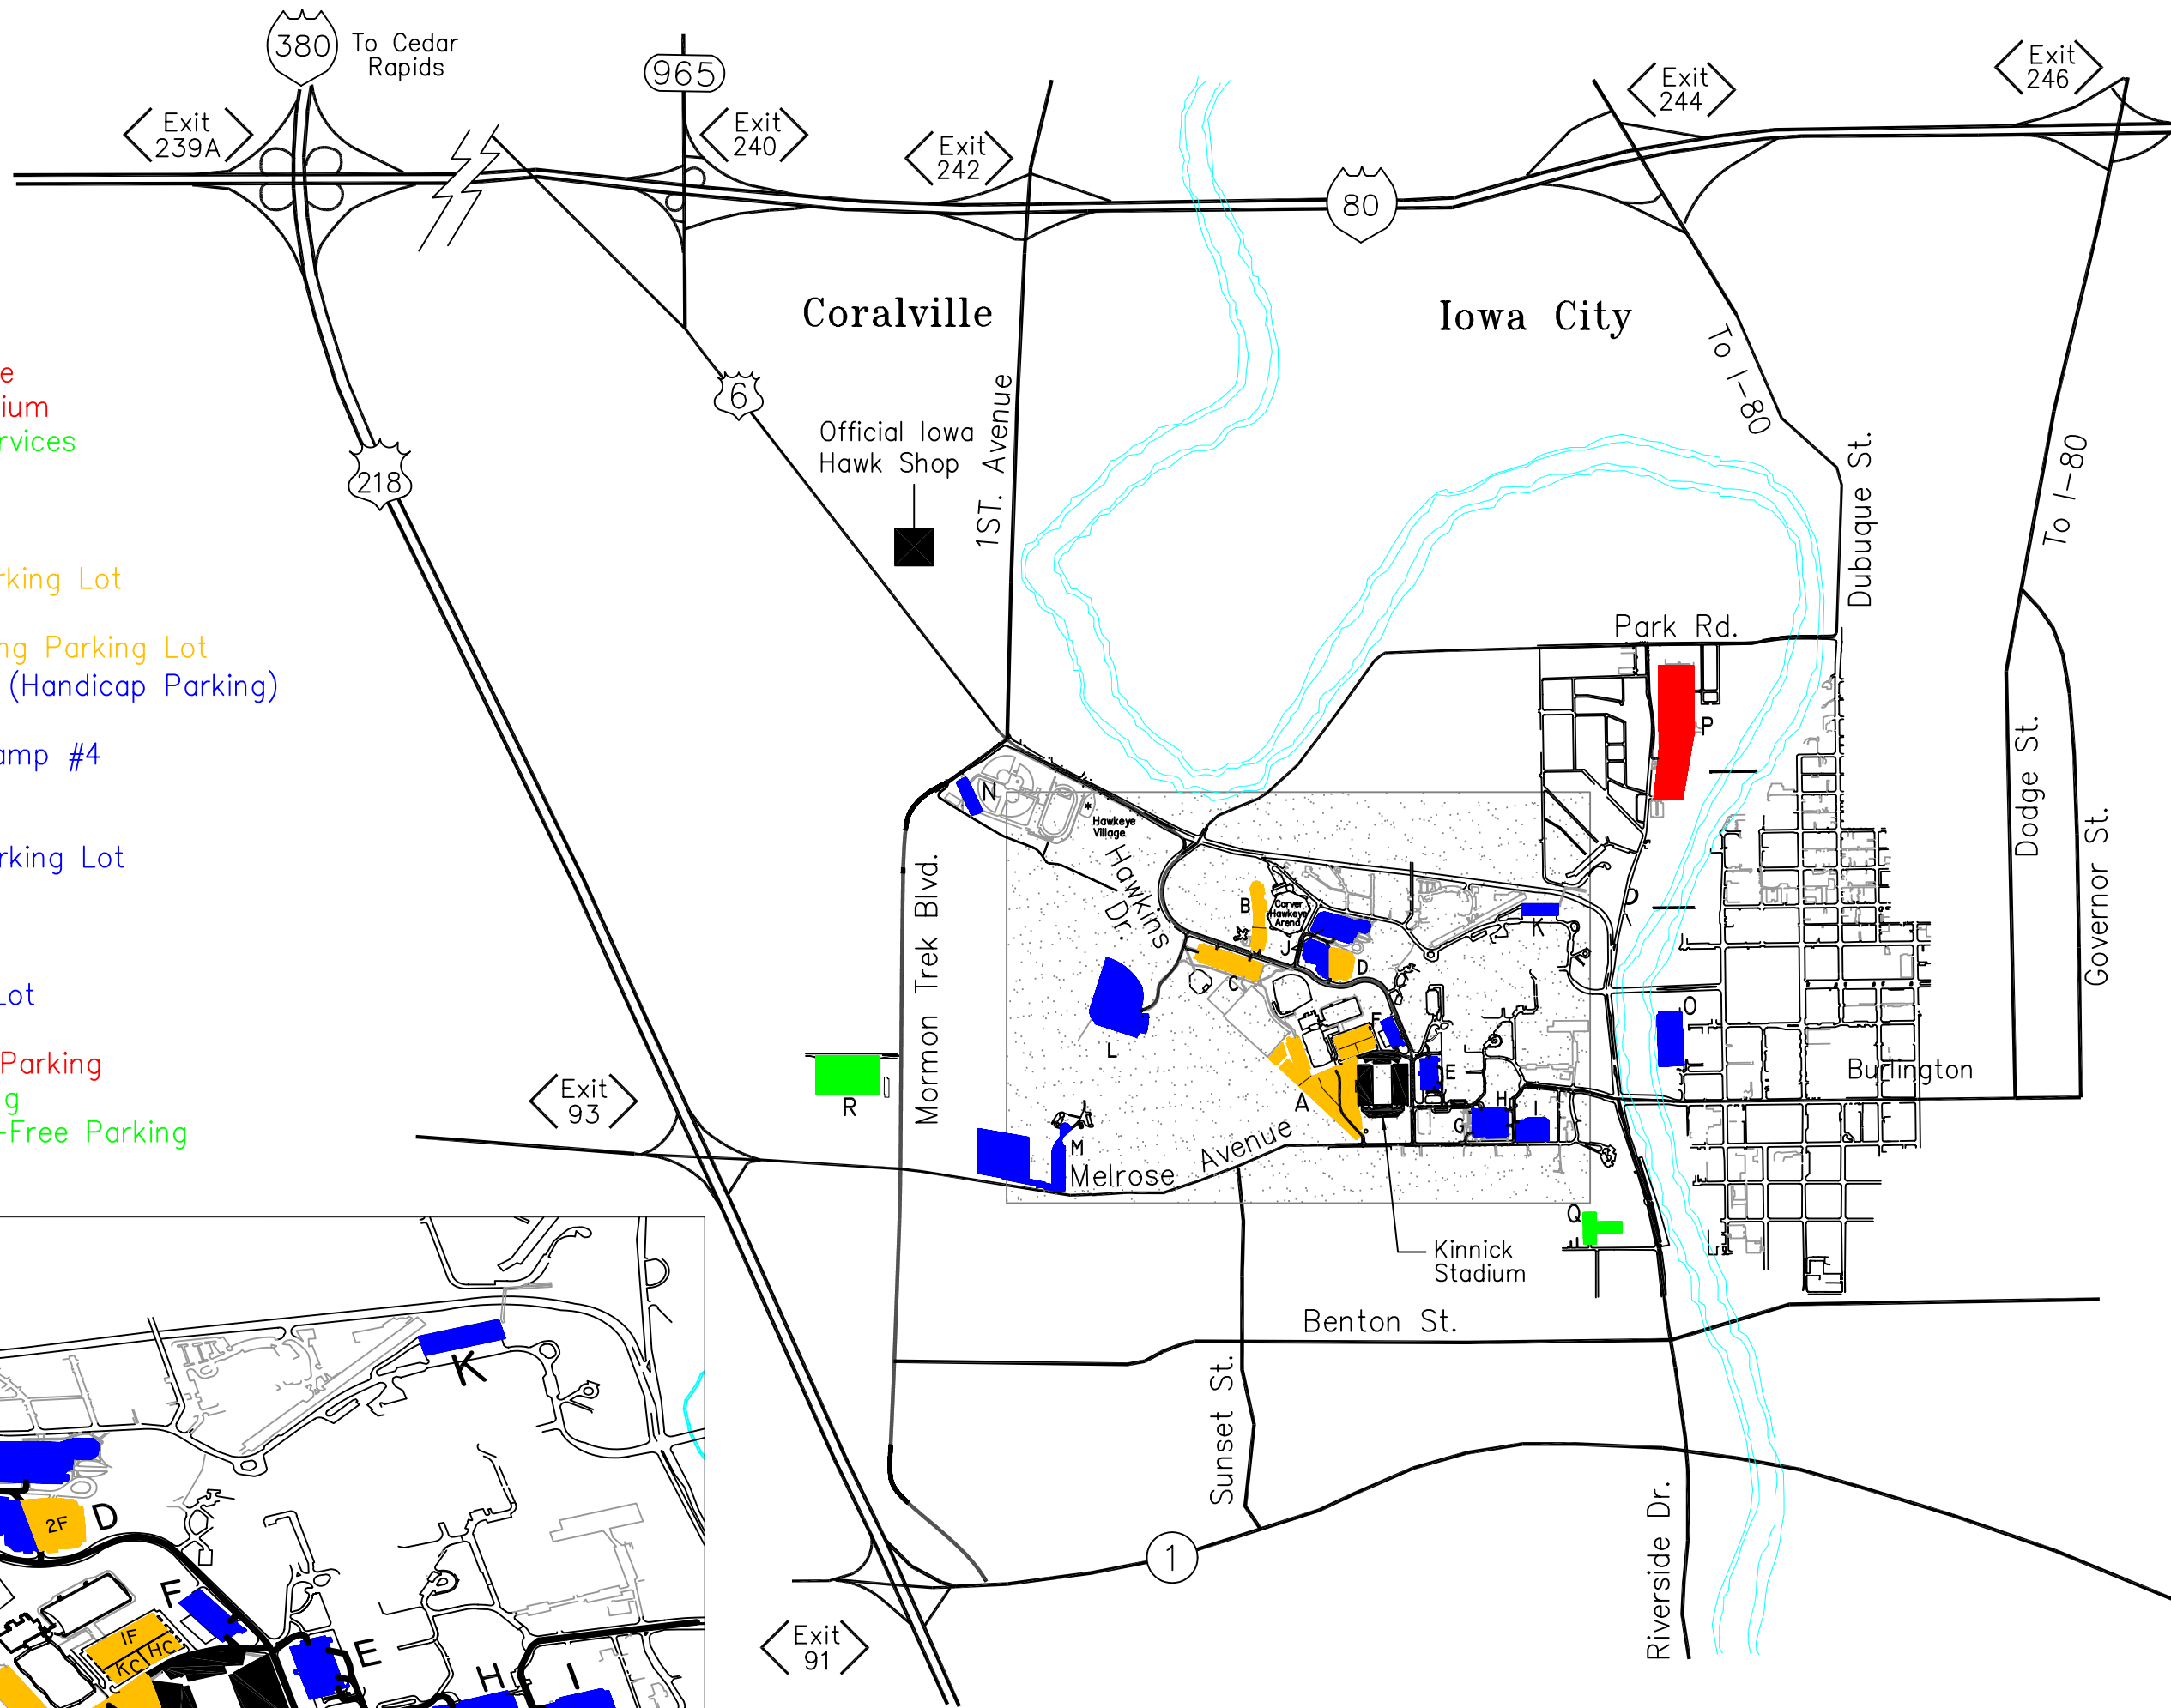 380
To Cedar
Rapids
965
Exit
239A
Exit
240
Exit
242
Exit
244
Exit
246
80
Coralville
Iowa City
To I-80
To I-80
6
218
Official Iowa
Hawk Shop
1ST. Avenue
Dubuque St.
Park Rd.
P
Dodge St.
Governor St.
e
ium
rvices
rking Lot
ng Parking Lot
(Handicap Parking)
amp #4
rking Lot
Lot
Parking
g
-Free Parking
N
*
Hawkeye
Village
Hawkins
Dr.
Mormon Trek Blvd.
B
Carver
Hawkeye
Arena
K
J
D
C
L
F
E
O
Burlington
A
H
G
I
R
M
Exit
93
Melrose Avenue
Q
Kinnick
Stadium
Benton St.
Sunset St.
Riverside Dr.
1
Exit
91
K
D
2F
F
1F
HC
KC
E
H
I